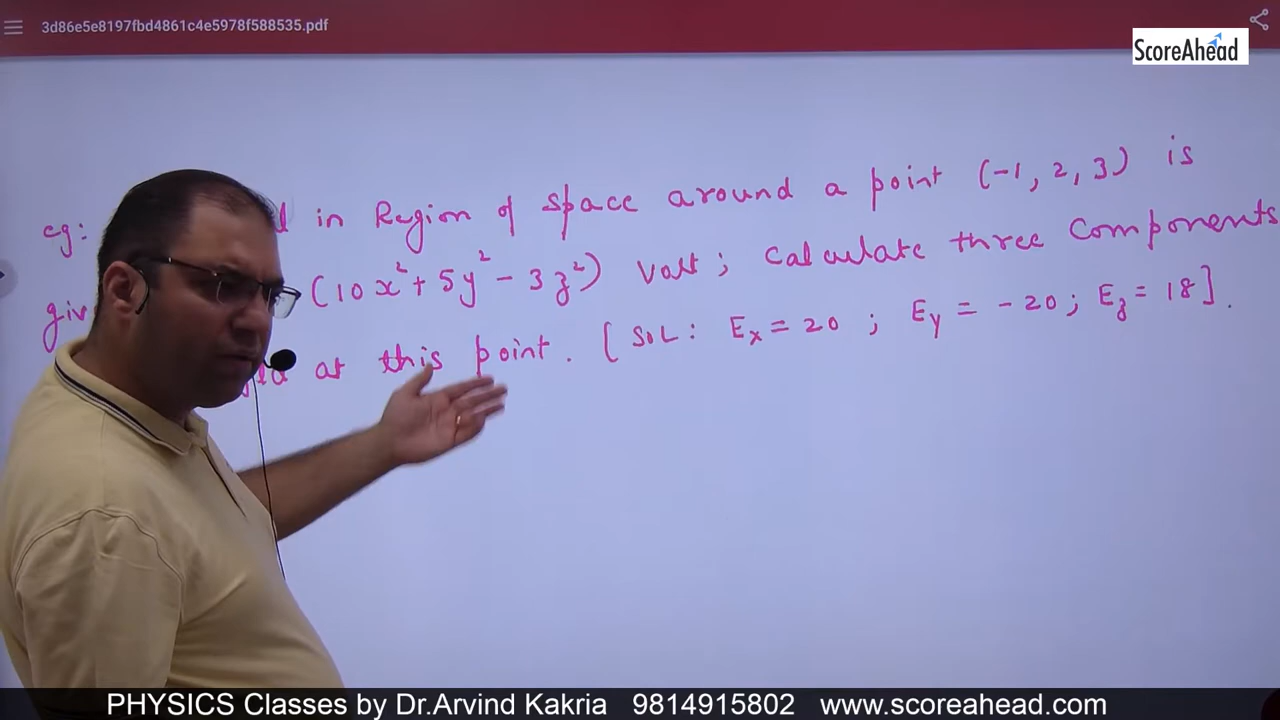 3d86e5e8197fbd4861c4e5978f588535.pdf
ScoreAhead
eg: in Region of space around a point (-1, 2, 3) is
(10x² + 5y² - 3z²) Volt ; Calculate three Components
at this point. [SOL: Ex = 20 ; Ey = -20 ; Ez = 18].
PHYSICS Classes by Dr.Arvind Kakria 9814915802 www.scoreahead.com